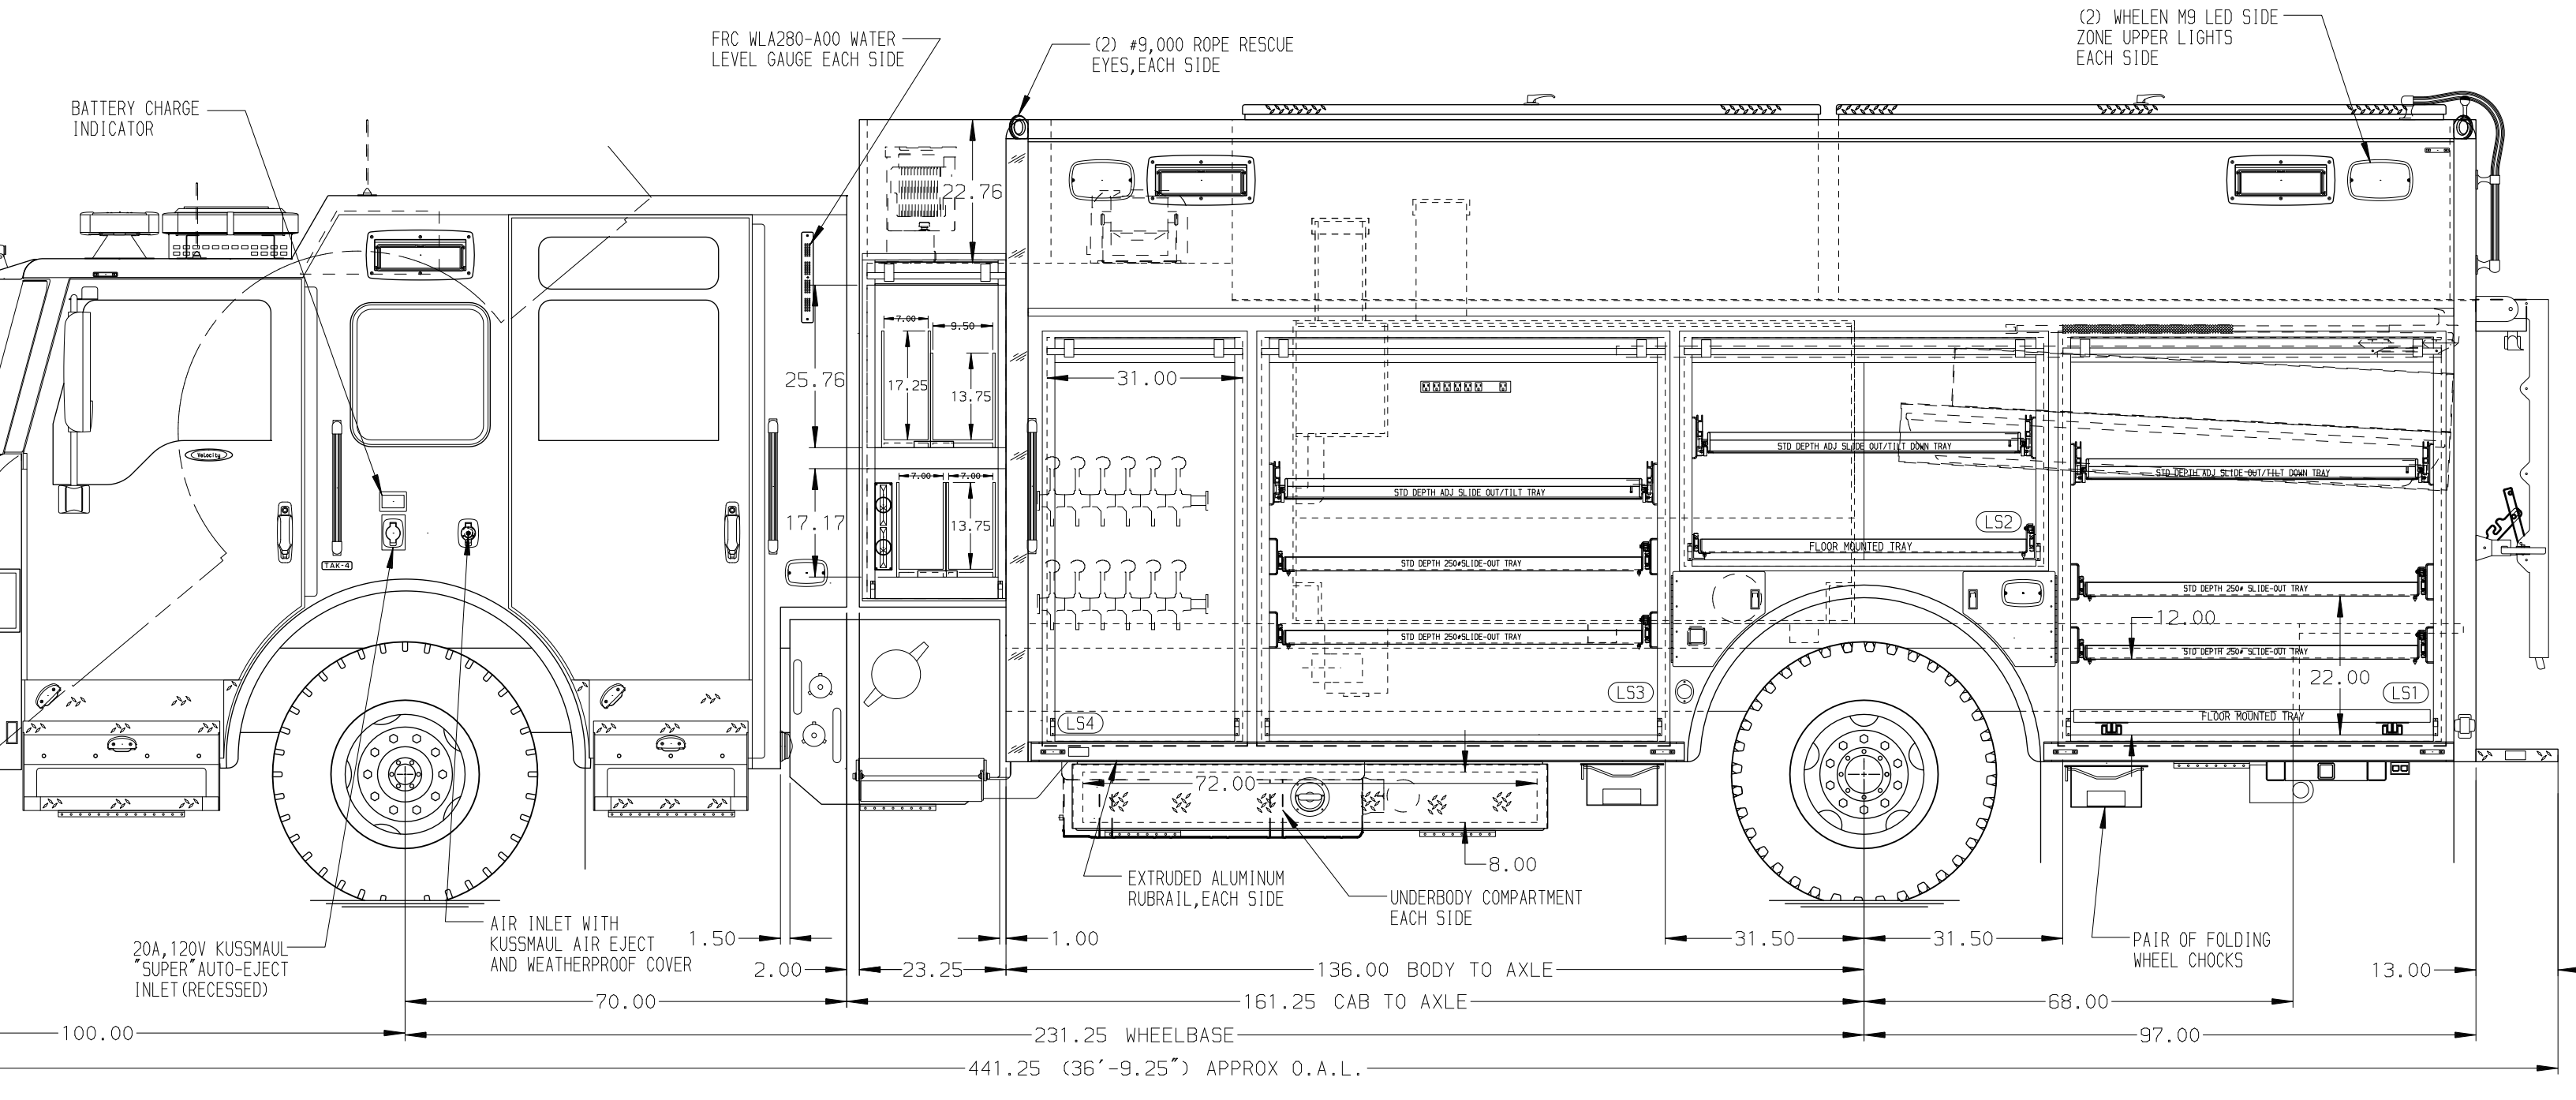 (2) WHELEN M9 LED SIDE
ZONE UPPER LIGHTS
EACH SIDE
FRC WLA280-A00 WATER
LEVEL GAUGE EACH SIDE
(2) #9,000 ROPE RESCUE
EYES,EACH SIDE
BATTERY CHARGE
INDICATOR
22.76
7.00
9.50
25.76
17.25
13.75
31.00
Velocity
STD DEPTH ADJ SLIDE OUT/TILT DOWN TRAY
STD DEPTH ADJ SLIDE OUT/TILT DOWN TRAY
7.00
7.00
STD DEPTH ADJ SLIDE OUT/TILT TRAY
17.17
13.75
LS2
FLOOR MOUNTED TRAY
TAK-4
STD DEPTH 250#SLIDE-OUT TRAY
STD DEPTH 250# SLIDE-OUT TRAY
12.00
STD DEPTH 250#SLIDE-OUT TRAY
STD DEPTH 250# SLIDE-OUT TRAY
22.00
LS3
LS1
LS4
FLOOR MOUNTED TRAY
72.00
8.00
EXTRUDED ALUMINUM
RUBRAIL,EACH SIDE
UNDERBODY COMPARTMENT
EACH SIDE
AIR INLET WITH
KUSSMAUL AIR EJECT
AND WEATHERPROOF COVER
20A,120V KUSSMAUL
"SUPER"AUTO-EJECT
INLET(RECESSED)
1.50
1.00
31.50
31.50
PAIR OF FOLDING
WHEEL CHOCKS
2.00
23.25
136.00 BODY TO AXLE
13.00
70.00
161.25 CAB TO AXLE
68.00
100.00
231.25 WHEELBASE
97.00
441.25 (36'-9.25") APPROX O.A.L.